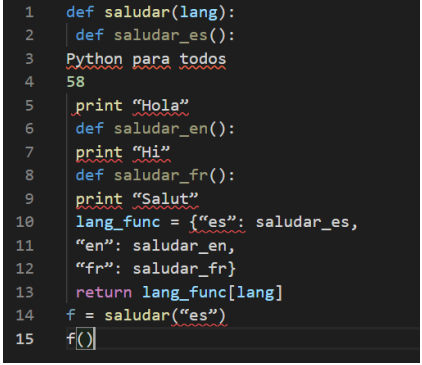 1 def saludar(lang):
2 def saludar_es():
3 Python para todos
4 58
5 print “Hola”
6 def saludar_en():
7 print “Hi”
8 def saludar_fr():
9 print “Salut”
10 lang_func = {“es”: saludar_es,
11 “en”: saludar_en,
12 “fr”: saludar_fr}
13 return lang_func[lang]
14 f = saludar(“es”)
15 f()